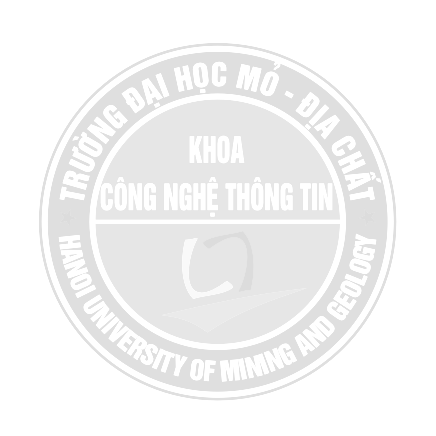 TRƯỜNG ĐẠI HỌC MỎ - ĐỊA CHẤT
KHOA
CÔNG NGHỆ THÔNG TIN
HANOI UNIVERSITY OF MINING AND GEOLOGY